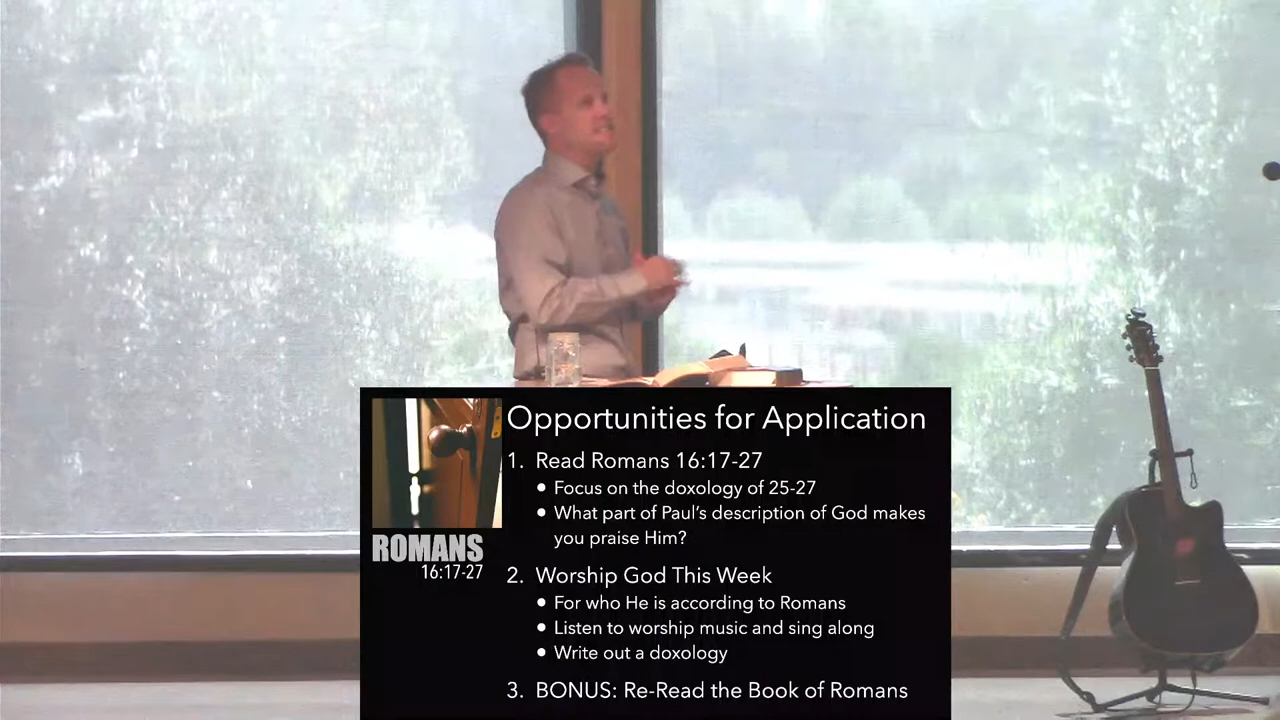 Opportunities for Application
1. Read Romans 16:17-27
• Focus on the doxology of 25-27
• What part of Paul's description of God makes
you praise Him?
ROMANS
16:17-27
2. Worship God This Week
• For who He is according to Romans
• Listen to worship music and sing along
• Write out a doxology
3. BONUS: Re-Read the Book of Romans